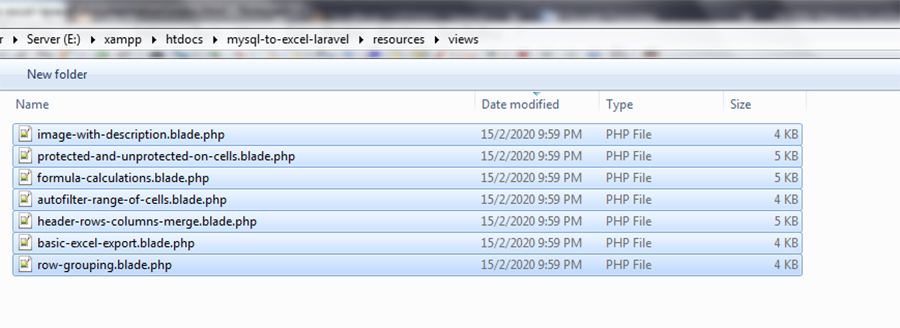 r ▸ Server (E:) ▸ xampp ▸ htdocs ▸ mysql-to-excel-laravel ▸ resources ▸ views
New folder
Name Date modified Type Size
image-with-description.blade.php 15/2/2020 9:59 PM PHP File 4 KB
protected-and-unprotected-on-cells.blade.php 15/2/2020 9:59 PM PHP File 5 KB
formula-calculations.blade.php 15/2/2020 9:59 PM PHP File 5 KB
autofilter-range-of-cells.blade.php 15/2/2020 9:59 PM PHP File 4 KB
header-rows-columns-merge.blade.php 15/2/2020 9:59 PM PHP File 5 KB
basic-excel-export.blade.php 15/2/2020 9:59 PM PHP File 4 KB
row-grouping.blade.php 15/2/2020 9:59 PM PHP File 4 KB